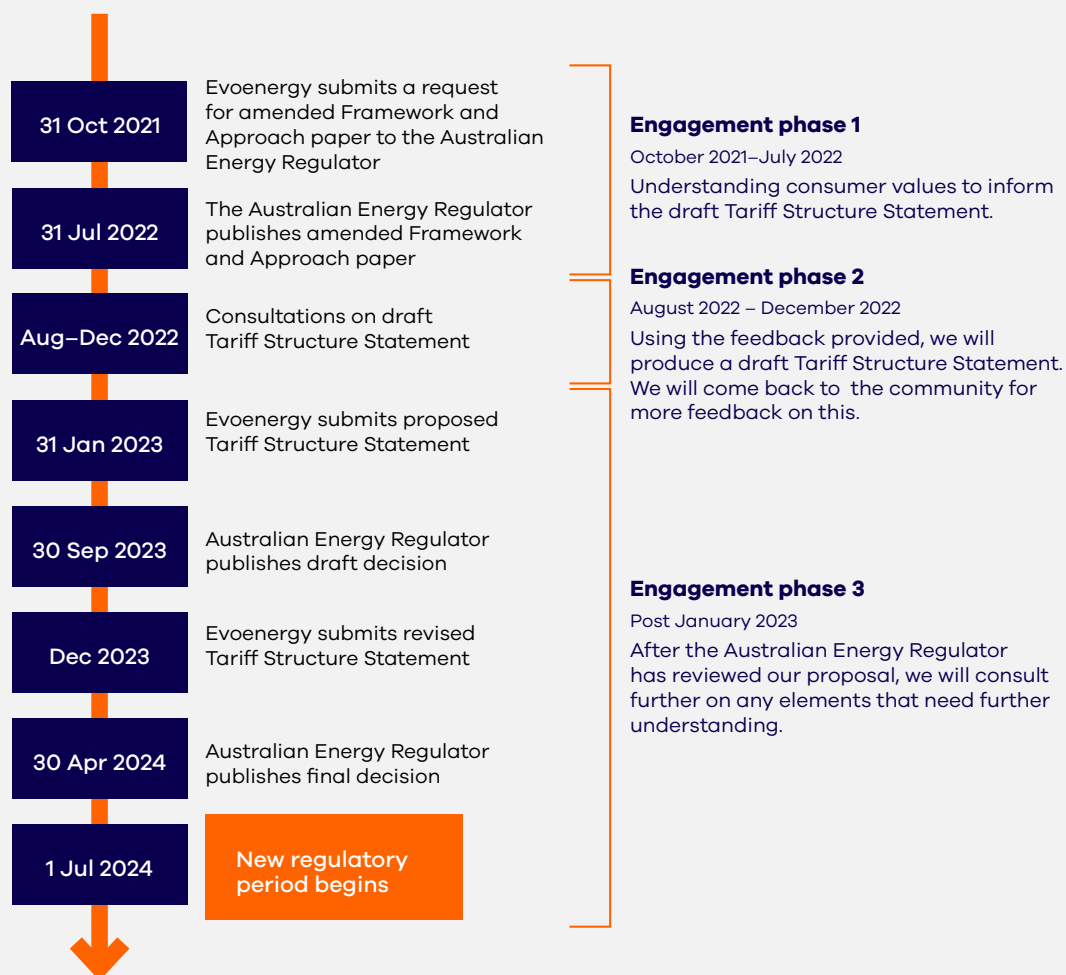 31 Oct 2021
Evoenergy submits a request
for amended Framework and
Approach paper to the Australian
Energy Regulator
31 Jul 2022
The Australian Energy Regulator
publishes amended Framework
and Approach paper
Aug–Dec 2022
Consultations on draft
Tariff Structure Statement
31 Jan 2023
Evoenergy submits proposed
Tariff Structure Statement
30 Sep 2023
Australian Energy Regulator
publishes draft decision
Dec 2023
Evoenergy submits revised
Tariff Structure Statement
30 Apr 2024
Australian Energy Regulator
publishes final decision
1 Jul 2024
New regulatory
period begins
Engagement phase 1
October 2021–July 2022
Understanding consumer values to inform
the draft Tariff Structure Statement.
Engagement phase 2
August 2022 – December 2022
Using the feedback provided, we will
produce a draft Tariff Structure Statement.
We will come back to  the community for
more feedback on this.
Engagement phase 3
Post January 2023
After the Australian Energy Regulator
has reviewed our proposal, we will consult
further on any elements that need further
understanding.